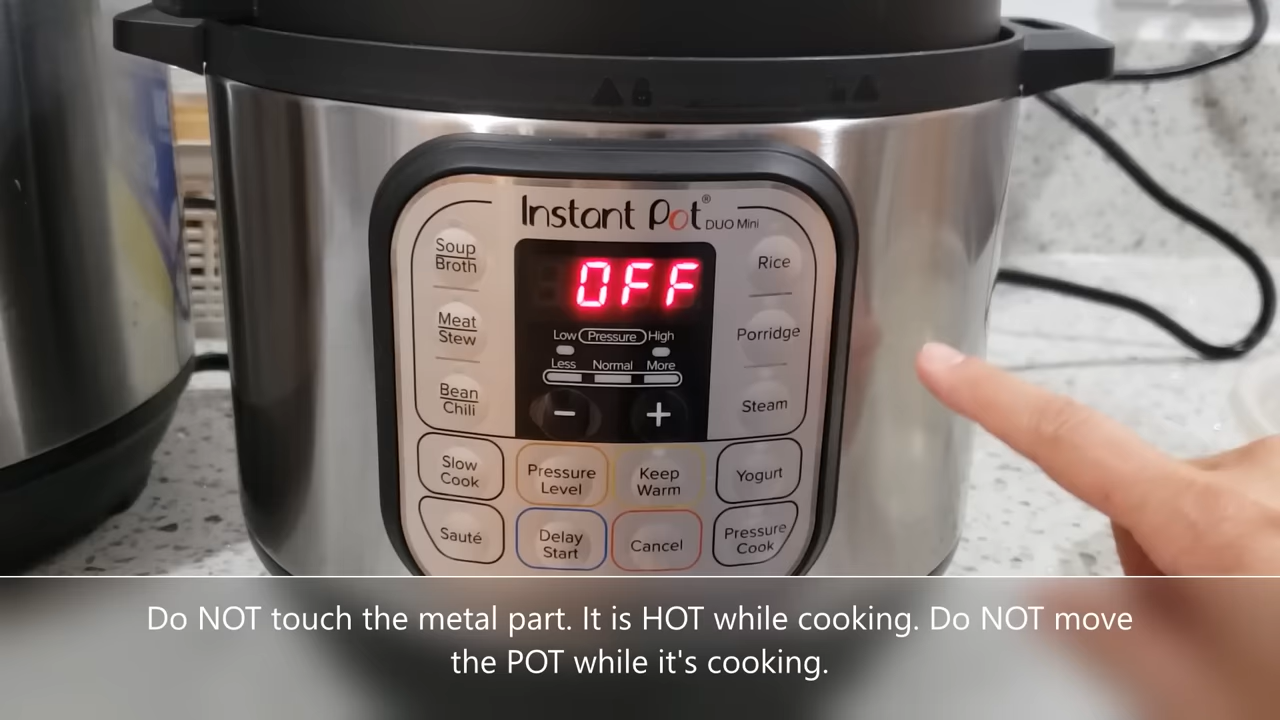 Instant Pot® DUO Mini
Soup
Broth
OFF
Rice
Meat
Stew
Low Pressure High
Less Normal More
Porridge
Bean
Chili
− +
Steam
Slow
Cook
Pressure
Level
Keep
Warm
Yogurt
Sauté
Delay
Start
Cancel
Pressure
Cook
Do NOT touch the metal part. It is HOT while cooking. Do NOT move
the POT while it's cooking.